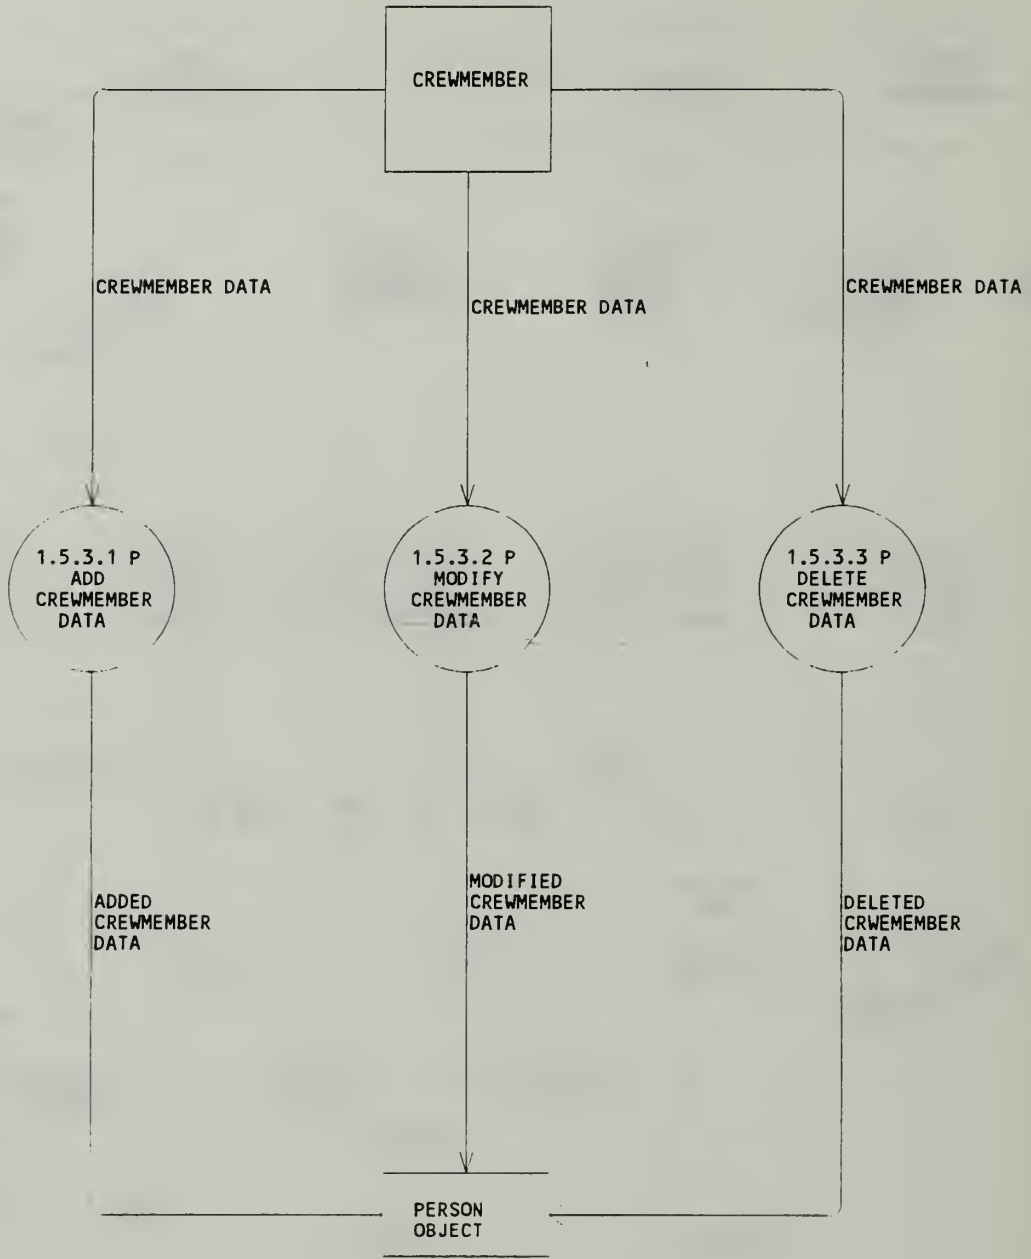 CREWMEMBER
CREWMEMBER DATA
CREWMEMBER DATA
CREWMEMBER DATA
1.5.3.1 P
ADD
CREWMEMBER
DATA
1.5.3.2 P
MODIFY
CREWMEMBER
DATA
1.5.3.3 P
DELETE
CREWMEMBER
DATA
ADDED
CREWMEMBER
DATA
MODIFIED
CREWMEMBER
DATA
DELETED
CRWEMEMBER
DATA
PERSON
OBJECT